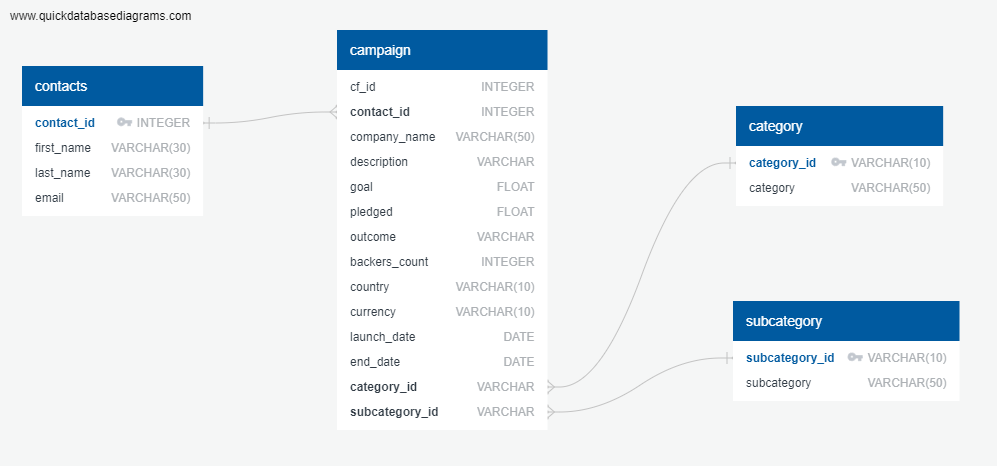 www.quickdatabasediagrams.com
contacts
contact_id INTEGER
first_name VARCHAR(30)
last_name VARCHAR(30)
email VARCHAR(50)
campaign
cf_id INTEGER
contact_id INTEGER
company_name VARCHAR(50)
description VARCHAR
goal FLOAT
pledged FLOAT
outcome VARCHAR
backers_count INTEGER
country VARCHAR(10)
currency VARCHAR(10)
launch_date DATE
end_date DATE
category_id VARCHAR
subcategory_id VARCHAR
category
category_id VARCHAR(10)
category VARCHAR(50)
subcategory
subcategory_id VARCHAR(10)
subcategory VARCHAR(50)